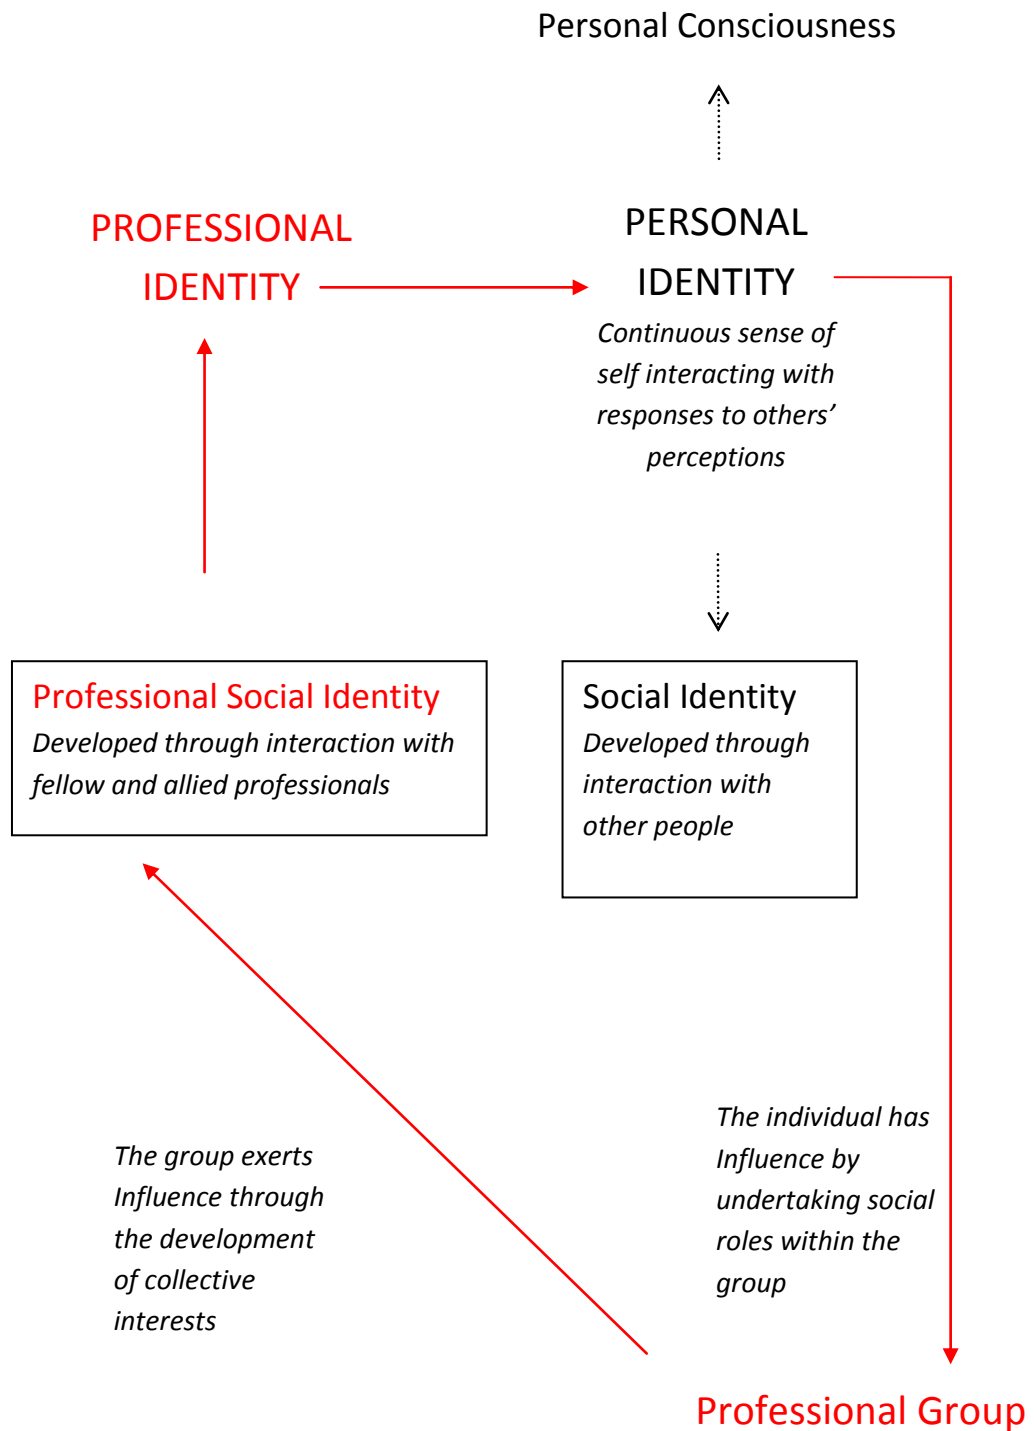 Personal Consciousness
PROFESSIONAL
IDENTITY
PERSONAL
IDENTITY
Continuous sense of
self interacting with
responses to others’
perceptions
Professional Social Identity
Developed through interaction with
fellow and allied professionals
Social Identity
Developed through
interaction with
other people
The group exerts
Influence through
the development
of collective
interests
The individual has
Influence by
undertaking social
roles within the
group
Professional Group